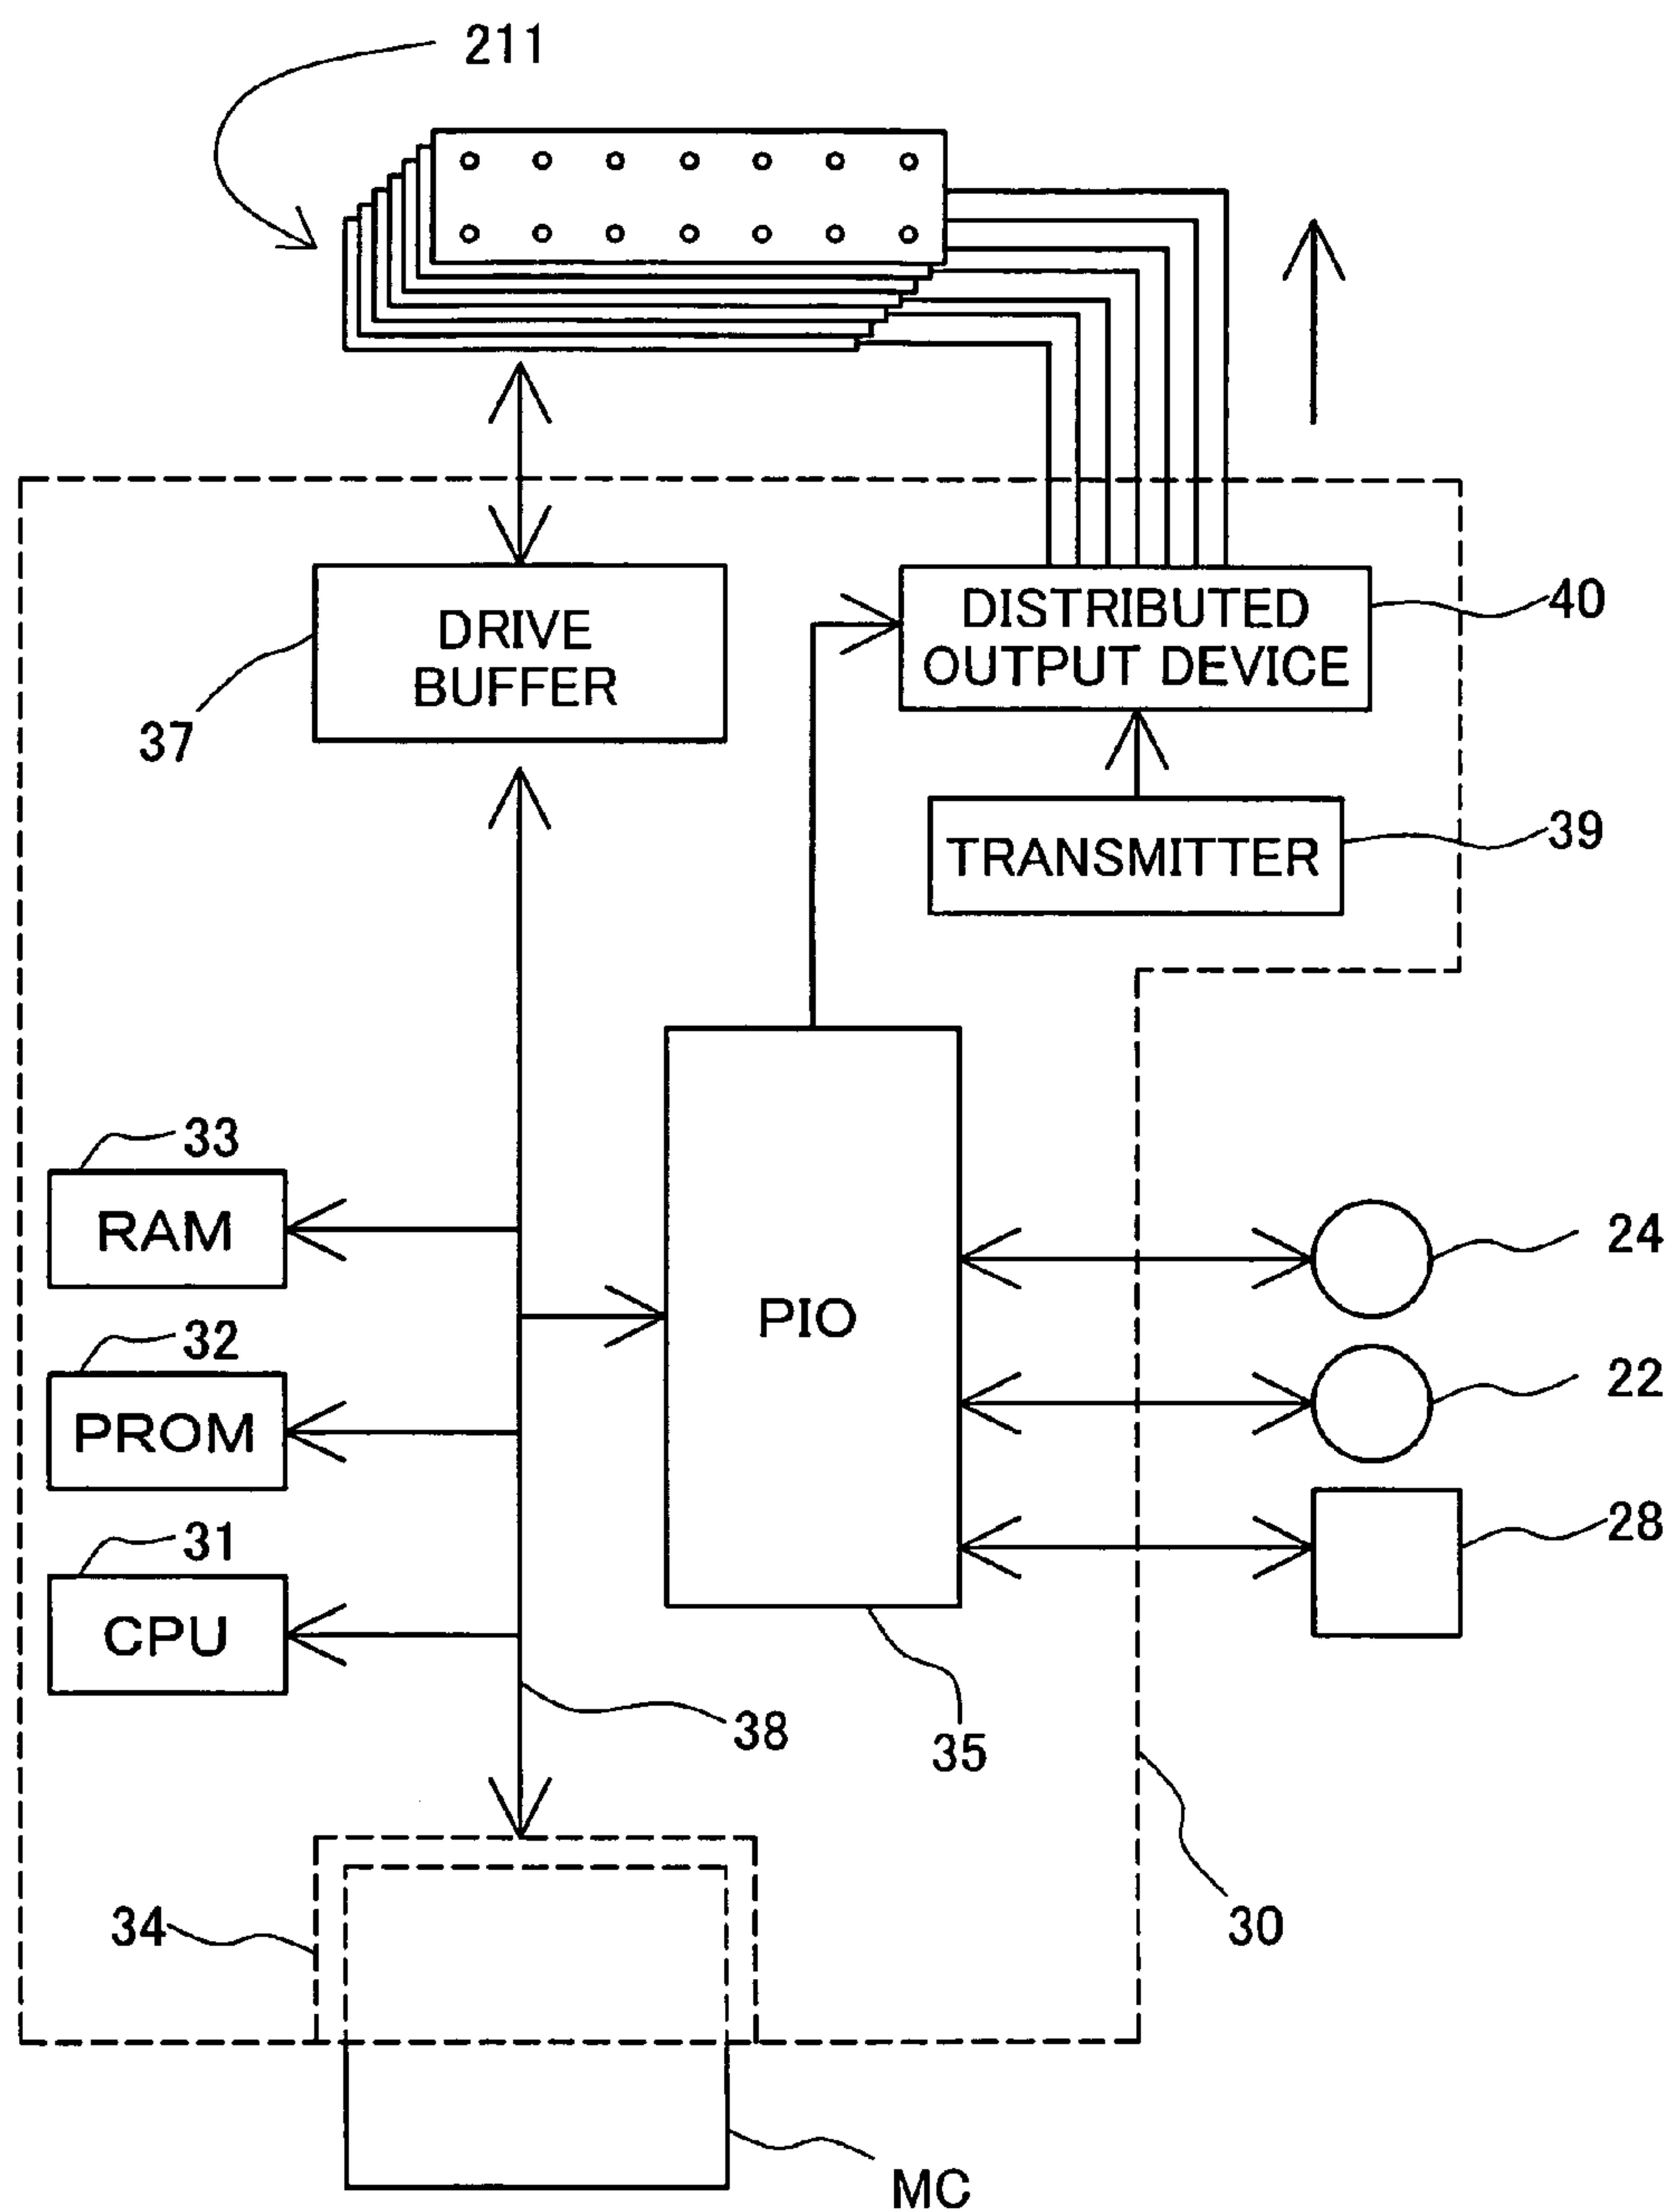 211
DRIVE
BUFFER
37
DISTRIBUTED
OUTPUT DEVICE
40
TRANSMITTER
39
33
RAM
32
PROM
31
CPU
PIO
24
22
28
38
35
34
30
MC